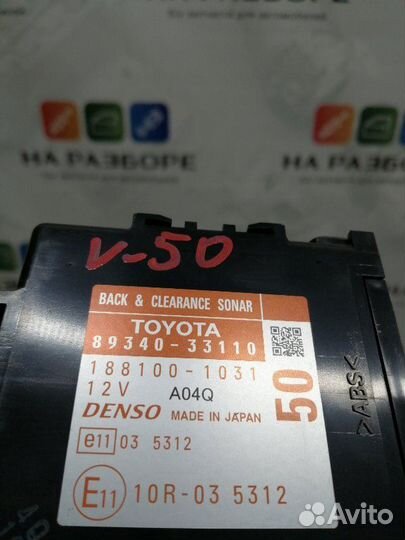 НА РАЗБОРЕ
НА РАЗБОРЕ
V-50
BACK & CLEARANCE SONAR
TOYOTA
89340-33110
188100-1031
12V A04Q
DENSO MADE IN JAPAN
50
e11 03 5312
E11 10R-03 5312
>ABS<
Avito